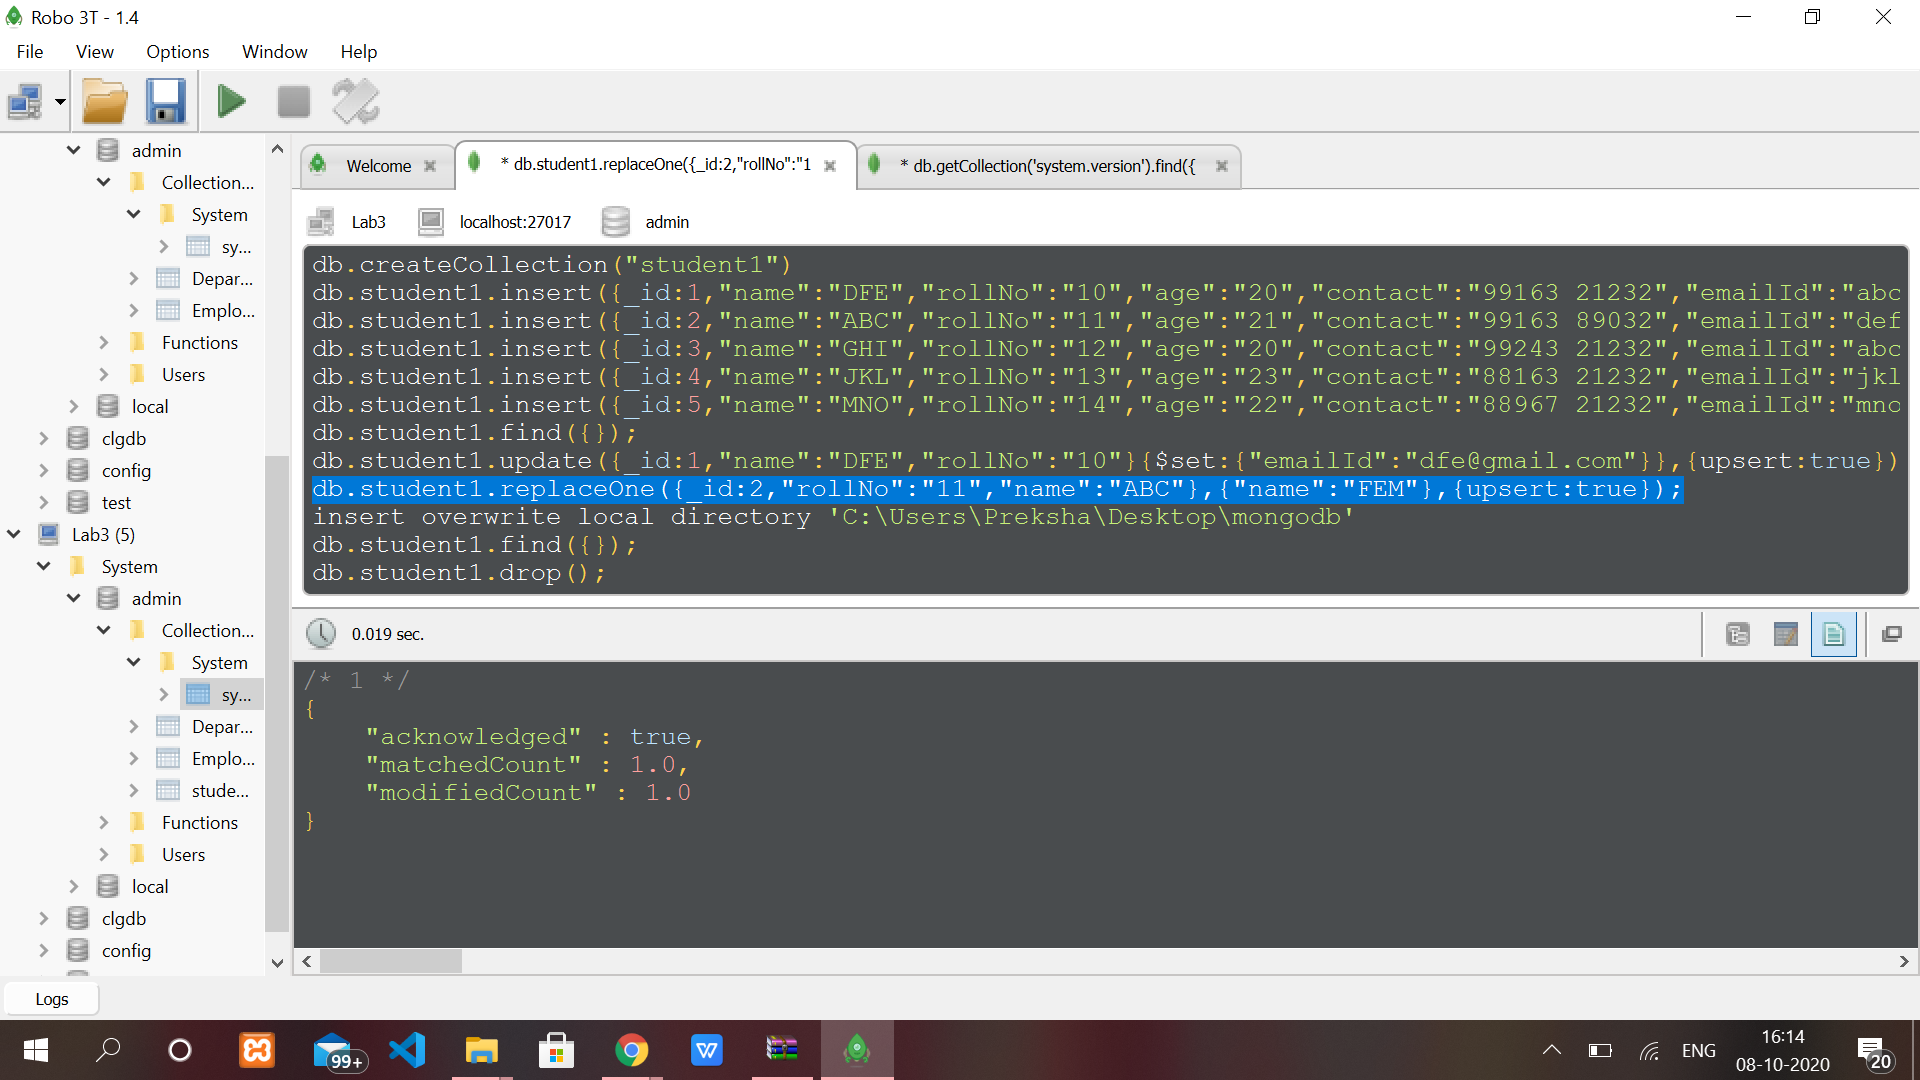 Robo 3T - 1.4
File View Options Window Help
admin
Collection...
System
sy...
Depar...
Emplo...
Functions
Users
local
clgdb
config
test
Lab3 (5)
System
admin
Collection...
System
sy...
Depar...
Emplo...
stude...
Functions
Users
local
clgdb
config
Welcome
* db.student1.replaceOne({_id:2,"rollNo":"1
* db.getCollection('system.version').find({
Lab3 localhost:27017 admin
db.createCollection("student1")
db.student1.insert({_id:1,"name":"DFE","rollNo":"10","age":"20","contact":"99163 21232","emailId":"abc
db.student1.insert({_id:2,"name":"ABC","rollNo":"11","age":"21","contact":"99163 89032","emailId":"def
db.student1.insert({_id:3,"name":"GHI","rollNo":"12","age":"20","contact":"99243 21232","emailId":"abc
db.student1.insert({_id:4,"name":"JKL","rollNo":"13","age":"23","contact":"88163 21232","emailId":"jkl
db.student1.insert({_id:5,"name":"MNO","rollNo":"14","age":"22","contact":"88967 21232","emailId":"mno
db.student1.find({});
db.student1.update({_id:1,"name":"DFE","rollNo":"10"}{$set:{"emailId":"dfe@gmail.com"}},{upsert:true})
db.student1.replaceOne({_id:2,"rollNo":"11","name":"ABC"},{"name":"FEM"},{upsert:true});
insert overwrite local directory 'C:\Users\Preksha\Desktop\mongodb'
db.student1.find({});
db.student1.drop();
0.019 sec.
/* 1 */
{
"acknowledged" : true,
"matchedCount" : 1.0,
"modifiedCount" : 1.0
}
Logs
99+
W
ENG
16:14
08-10-2020
20